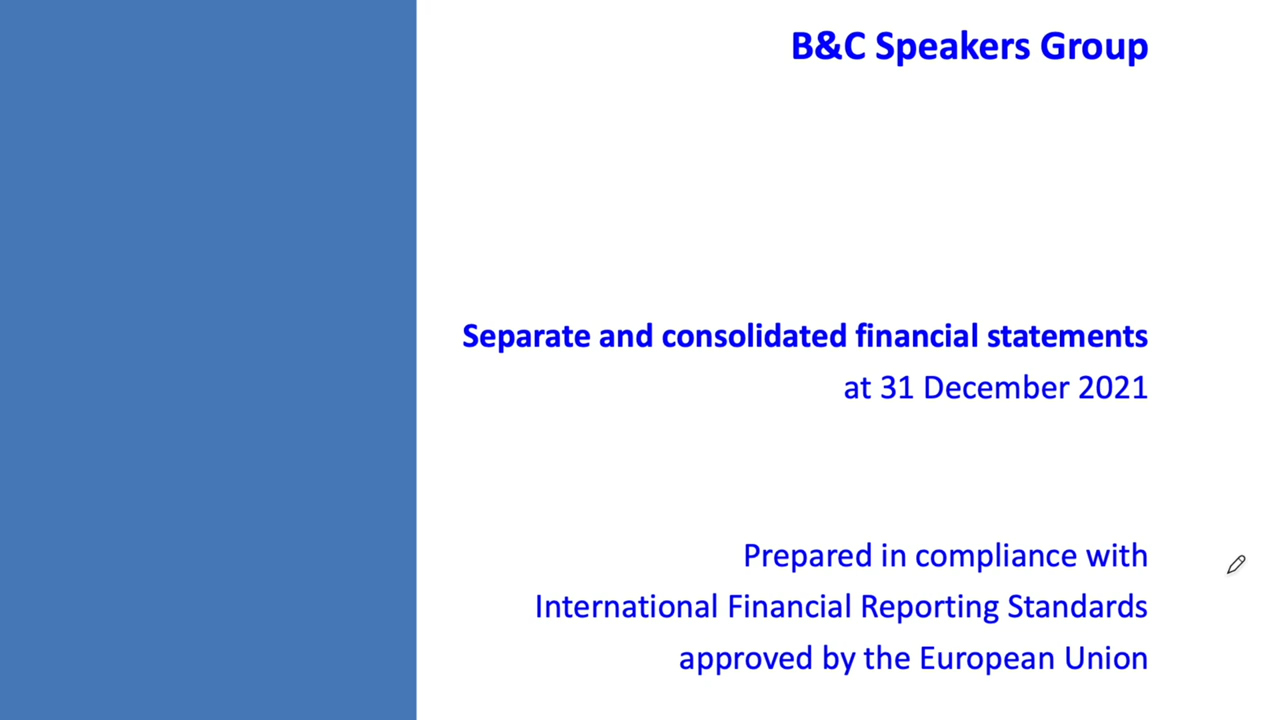 B&C Speakers Group
Separate and consolidated financial statements
at 31 December 2021
Prepared in compliance with
International Financial Reporting Standards
approved by the European Union